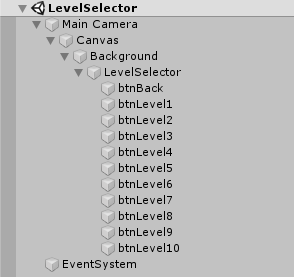 LevelSelector
Main Camera
Canvas
Background
LevelSelector
btnBack
btnLevel1
btnLevel2
btnLevel3
btnLevel4
btnLevel5
btnLevel6
btnLevel7
btnLevel8
btnLevel9
btnLevel10
EventSystem